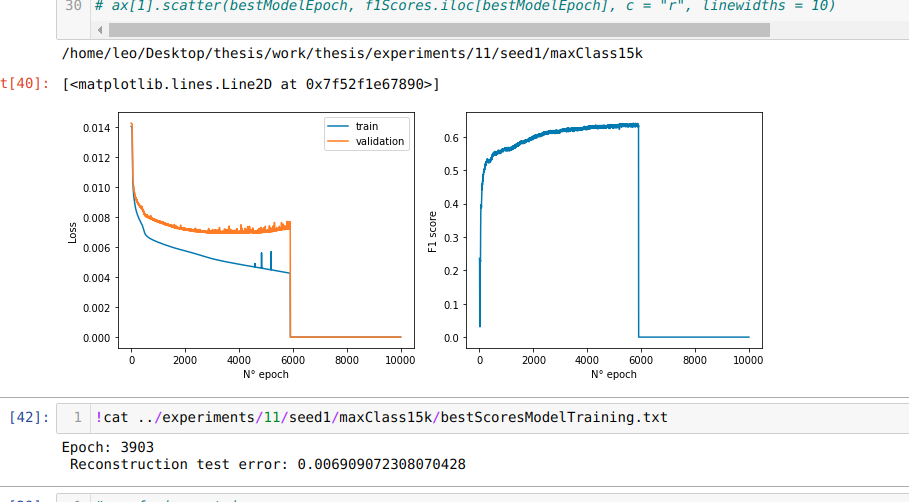 30 # ax[1].scatter(bestModelEpoch, f1Scores.iloc[bestModelEpoch], c = "r", linewidths = 10)
/home/leo/Desktop/thesis/work/thesis/experiments/11/seed1/maxClass15k
t[40]: [<matplotlib.lines.Line2D at 0x7f52f1e67890>]
train
validation
0.014
0.012
0.010
0.008
0.006
0.004
0.002
0.000
Loss
0 2000 4000 6000 8000 10000
N° epoch
0.6
0.5
0.4
0.3
0.2
0.1
0.0
F1 score
0 2000 4000 6000 8000 10000
N° epoch
[42]: 1 !cat ../experiments/11/seed1/maxClass15k/bestScoresModelTraining.txt
Epoch: 3903
Reconstruction test error: 0.006909072308070428